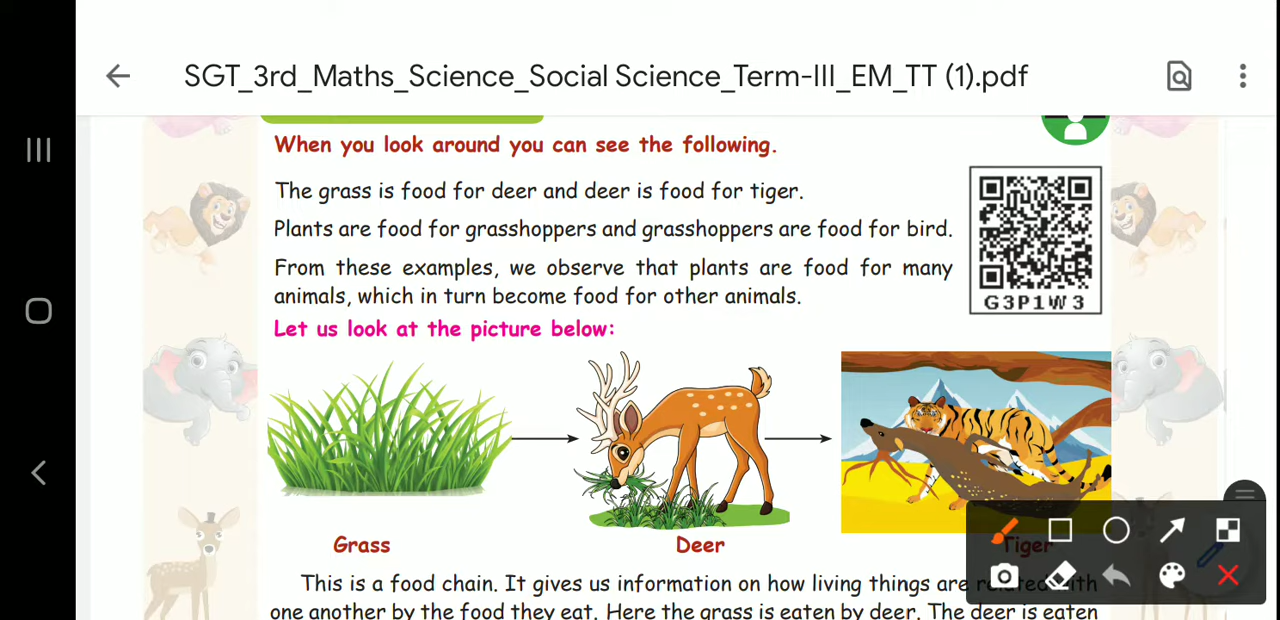 SGT_3rd_Maths_Science_Social Science_Term-III_EM_TT (1).pdf
When you look around you can see the following.
The grass is food for deer and deer is food for tiger.
Plants are food for grasshoppers and grasshoppers are food for bird.
From these examples, we observe that plants are food for many
animals, which in turn become food for other animals.
G3P1W3
Let us look at the picture below:
Grass
Deer
Tiger
This is a food chain. It gives us information on how living things are related with
one another by the food they eat. Here the grass is eaten by deer. The deer is eaten